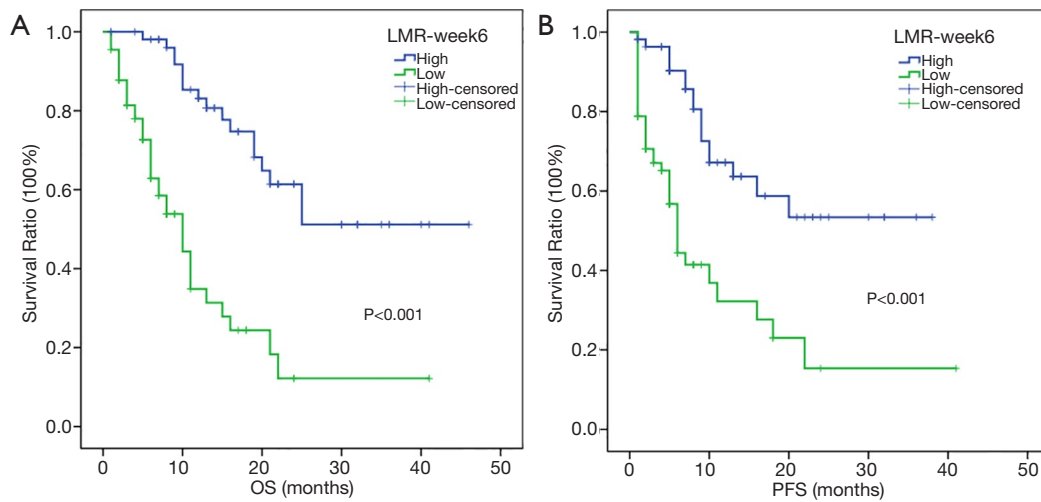 A
LMR-week6
High
Low
High-censored
Low-censored
1.0
0.8
0.6
0.4
0.2
0.0
Survival Ratio (100%)
P<0.001
0 10 20 30 40 50
OS (months)
B
LMR-week6
High
Low
High-censored
Low-censored
1.0
0.8
0.6
0.4
0.2
0.0
Survival Ratio (100%)
P<0.001
0 10 20 30 40 50
PFS (months)